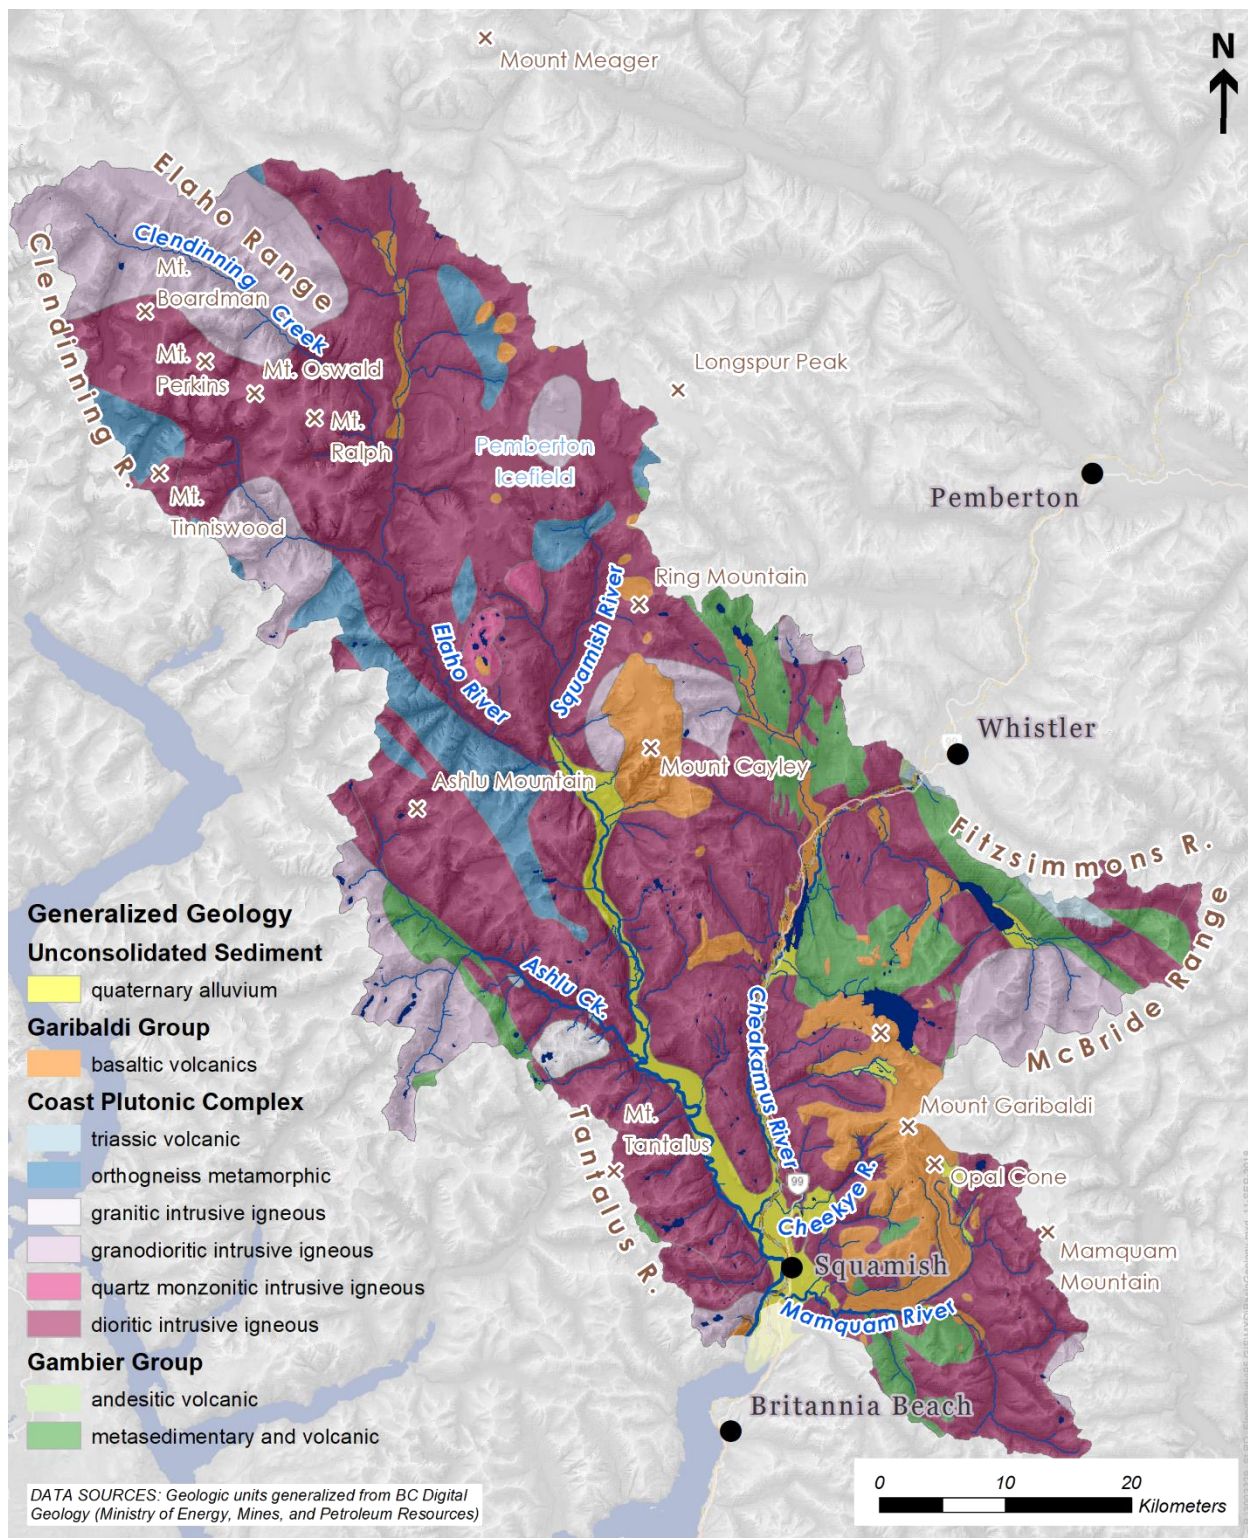 N
Mount Meager
Elaho Range
Clendinning Creek
Clendinning R.
Mt.
Boardman
Mt.
Perkins
Mt. Oswald
Mt.
Ralph
Longspur Peak
Pemberton
Icefield
Pemberton
Mt.
Tinniswood
Ring Mountain
Squamish River
Elaho River
Whistler
99
Mount Cayley
Ashlu Mountain
Fitzsimmons R.
McBride Range
Ashlu Ck.
Cheakamus River
Mount Garibaldi
Mt.
Tantalus
Tantalus R.
Opal Cone
99
Cheekye R.
Mamquam
Mountain
Squamish
Mamquam River
Britannia Beach
Generalized Geology
Unconsolidated Sediment
quaternary alluvium
Garibaldi Group
basaltic volcanics
Coast Plutonic Complex
triassic volcanic
orthogneiss metamorphic
granitic intrusive igneous
granodioritic intrusive igneous
quartz monzonitic intrusive igneous
dioritic intrusive igneous
Gambier Group
andesitic volcanic
metasedimentary and volcanic
DATA SOURCES: Geologic units generalized from BC Digital
Geology (Ministry of Energy, Mines, and Petroleum Resources)
0 10 20
Kilometers